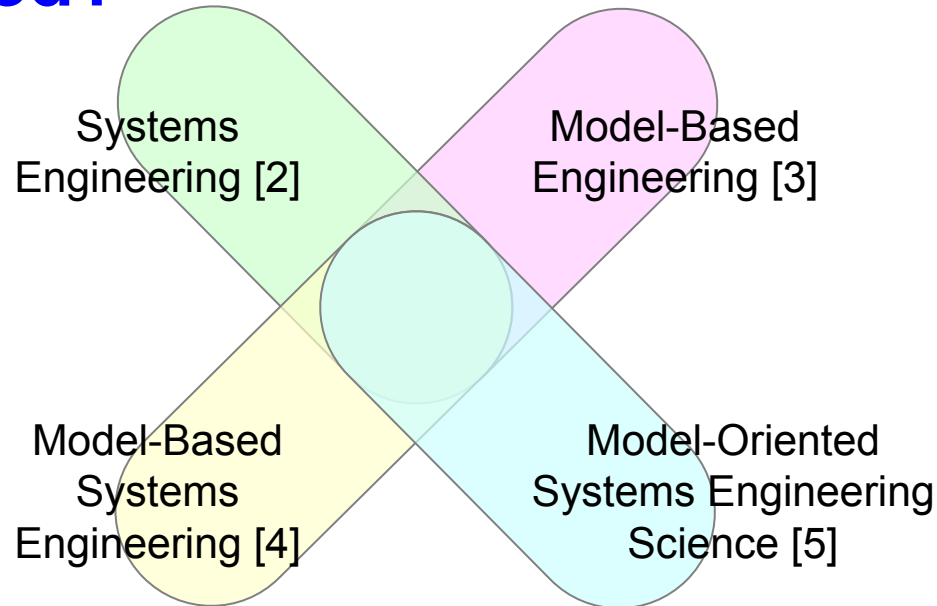 Systems
Engineering [2]
Model-Based
Engineering [3]
Model-Based
Systems
Engineering [4]
Model-Oriented
Systems Engineering
Science [5]